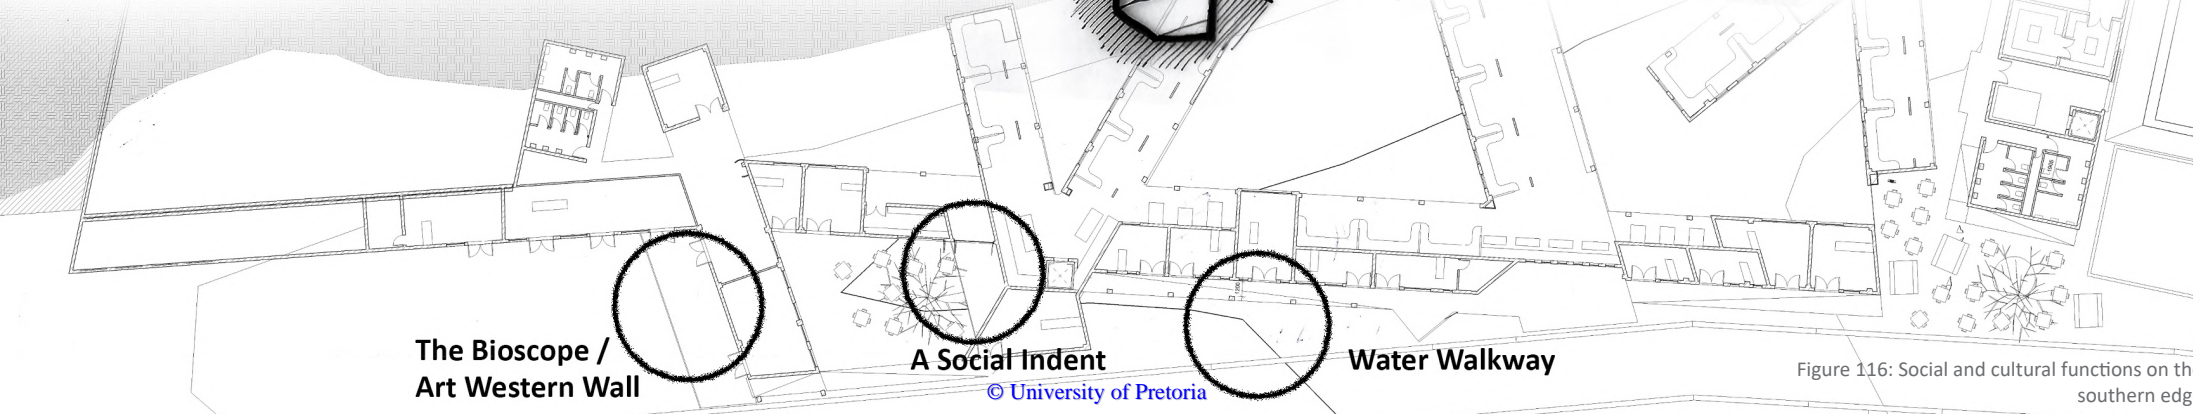 The Bioscope /
Art Western Wall
A Social Indent
Water Walkway
© University of Pretoria
Figure 116: Social and cultural functions on th
southern edg